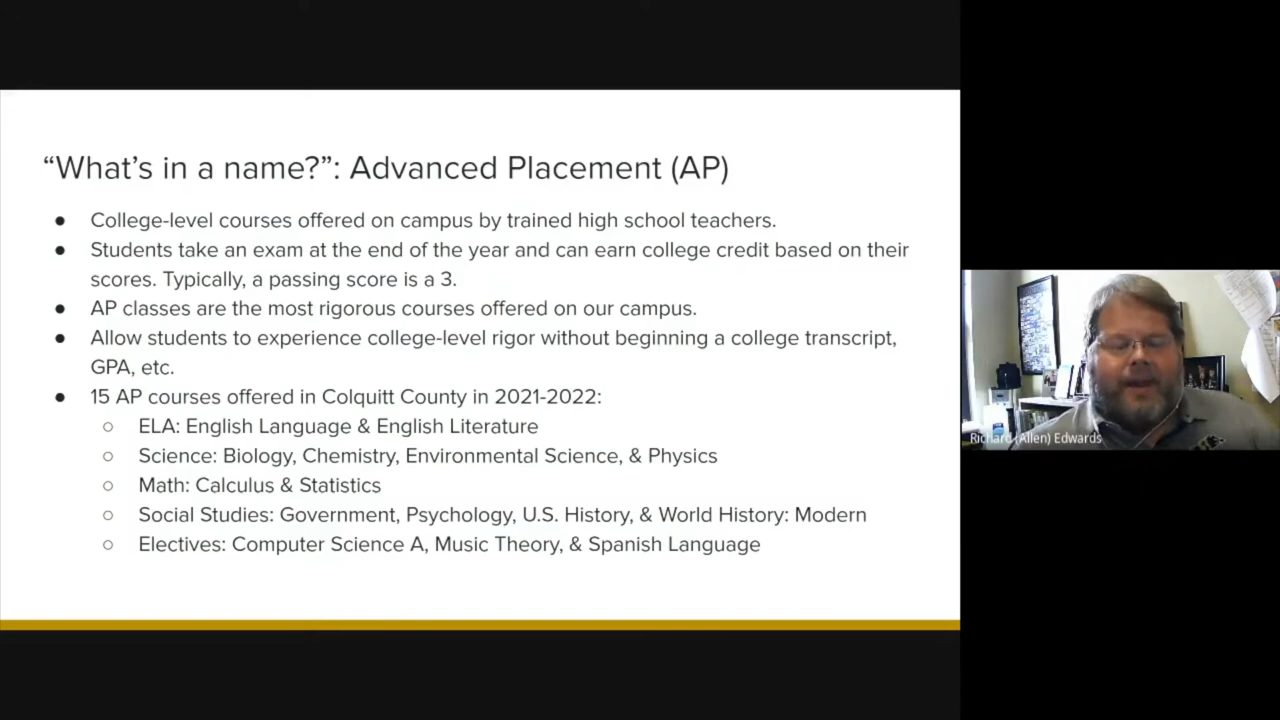 “What’s in a name?”: Advanced Placement (AP)
● College-level courses offered on campus by trained high school teachers.
● Students take an exam at the end of the year and can earn college credit based on their
scores. Typically, a passing score is a 3.
● AP classes are the most rigorous courses offered on our campus.
● Allow students to experience college-level rigor without beginning a college transcript,
GPA, etc.
● 15 AP courses offered in Colquitt County in 2021-2022:
○ ELA: English Language & English Literature
○ Science: Biology, Chemistry, Environmental Science, & Physics
○ Math: Calculus & Statistics
○ Social Studies: Government, Psychology, U.S. History, & World History: Modern
○ Electives: Computer Science A, Music Theory, & Spanish Language
Richard (Allen) Edwards